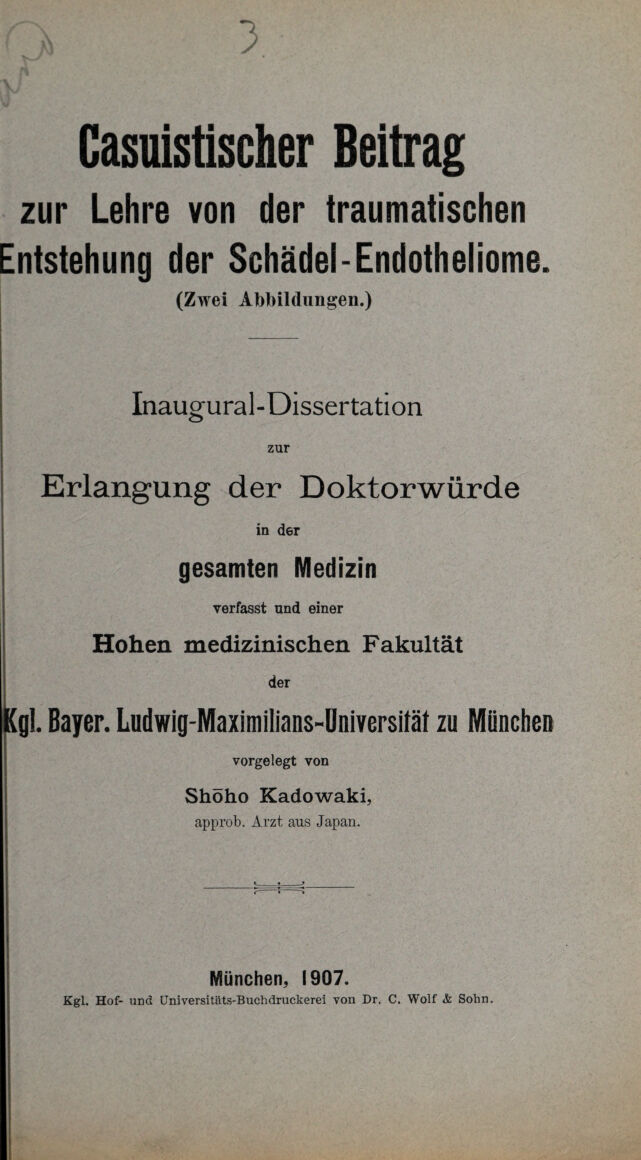 3
Casuistischer Beitrag
zur Lehre von der traumatischen
Entstehung der Schädel-Endotheliome.
(Zwei Abbildungen.)
Inaugural-Dissertation
zur
Erlangung der Doktorwürde
in der
gesamten Medizin
verfasst und einer
Hohen medizinischen Fakultät
der
Kgl. Bayer. Ludwig-Maximilians-Universität zu München
vorgelegt von
Shōho Kadowaki,
approb. Arzt aus Japan.
München, 1907.
Kgl. Hof- und Universitäts-Buchdruckerei von Dr. C. Wolf & Sohn.